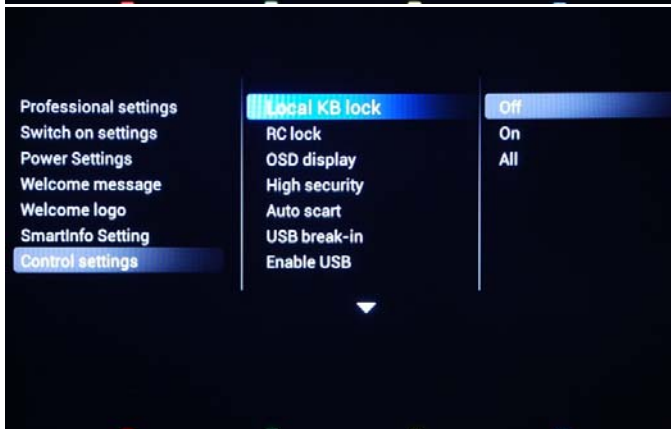 Professional settings
Switch on settings
Power Settings
Welcome message
Welcome logo
SmartInfo Setting
Control settings
Local KB lock
RC lock
OSD display
High security
Auto scart
USB break-in
Enable USB
Off
On
All